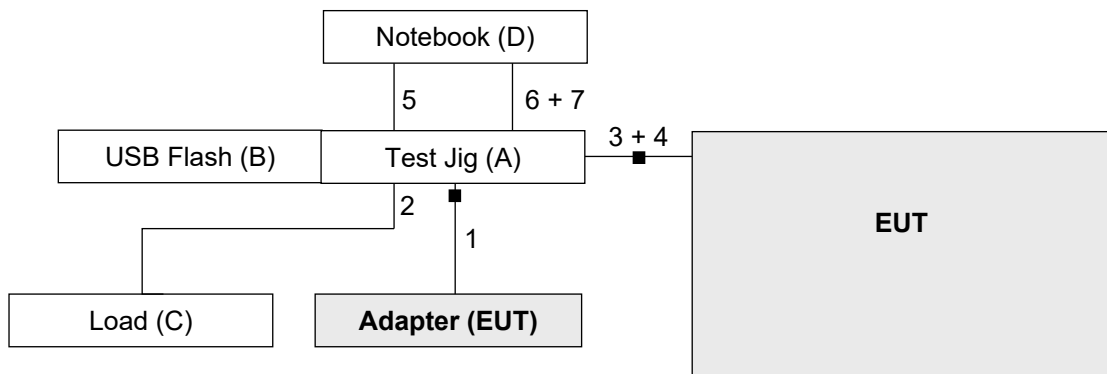 Notebook (D)
5
6 + 7
3 + 4
USB Flash (B)
Test Jig (A)
2
1
EUT
Load (C)
Adapter (EUT)